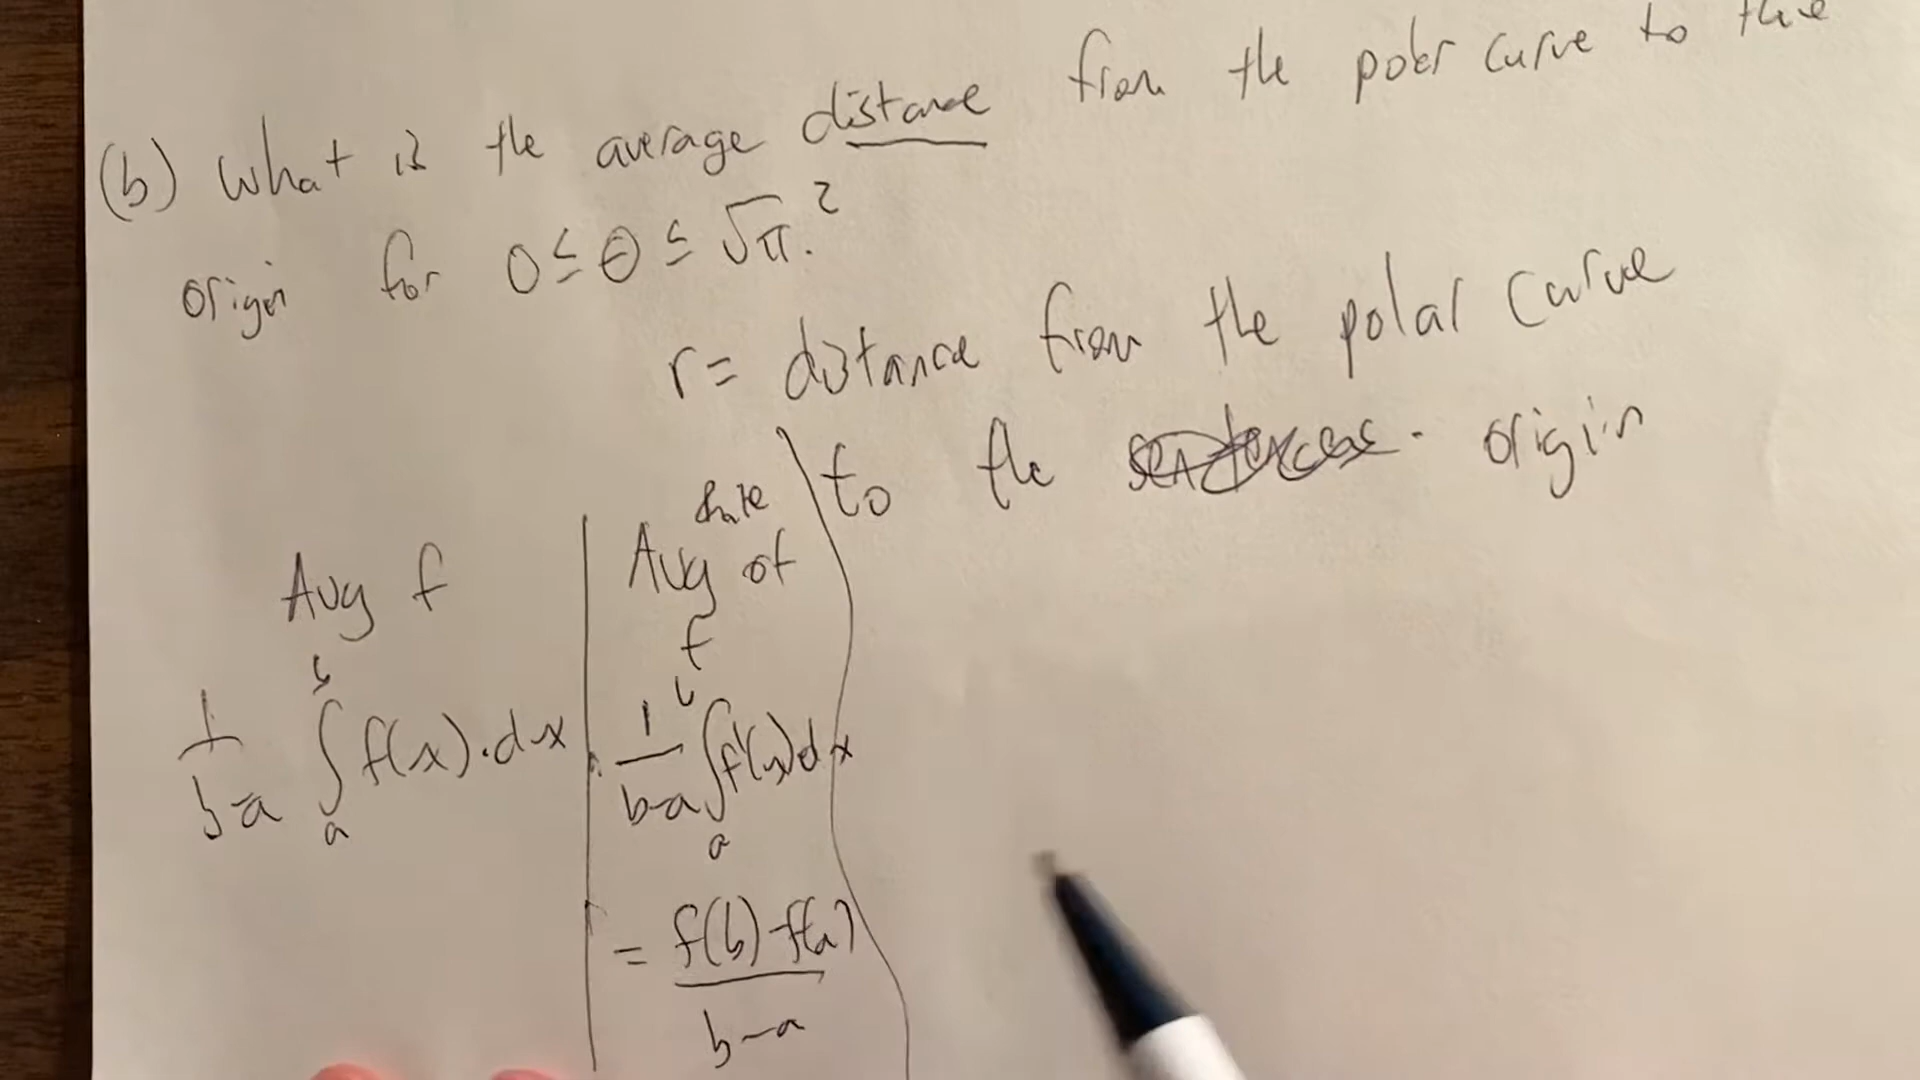 (b) What is the average distance from the polar curve to the
origin for 0 ≤ θ ≤ √π.?
r = distance from the polar curve
to the origin
Avg f
1/(b-a) ∫_a^b f(x)·dx
rate
Avg of
f
1/(b-a) ∫_a^b f'(x)dx
= (f(b)-f(a))/(b-a)